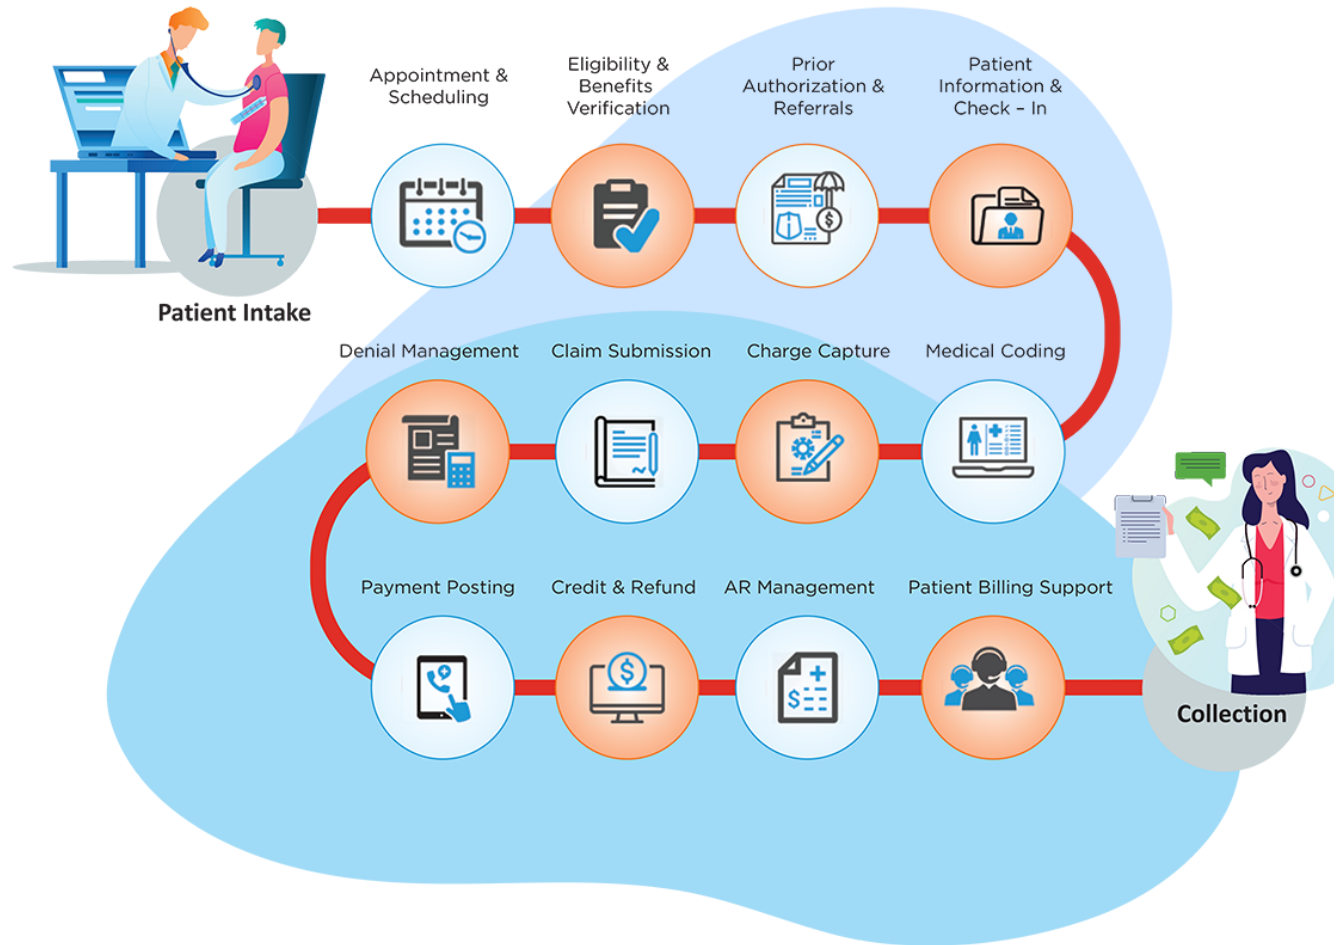 Appointment &
Scheduling
Eligibility &
Benefits
Verification
Prior
Authorization &
Referrals
Patient
Information &
Check – In
Patient Intake
Denial Management
Claim Submission
Charge Capture
Medical Coding
Payment Posting
Credit & Refund
AR Management
Patient Billing Support
Collection